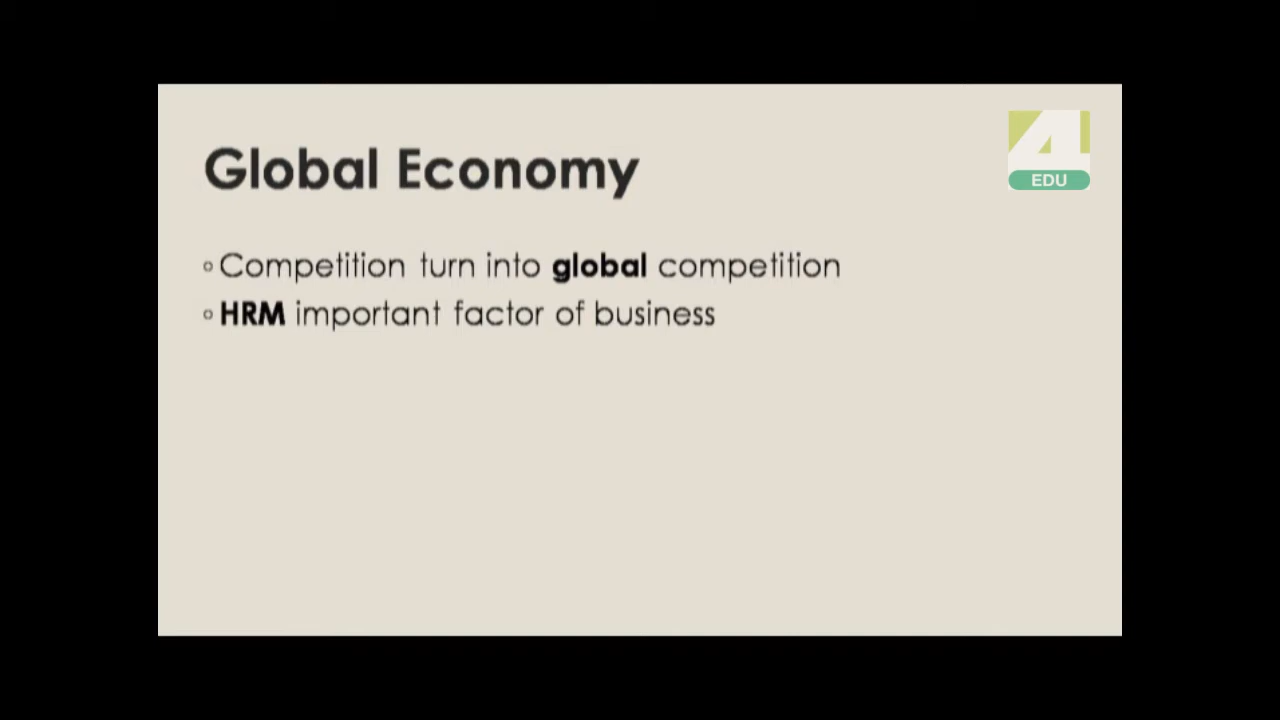 Global Economy
4
EDU
◦ Competition turn into global competition
◦ HRM important factor of business